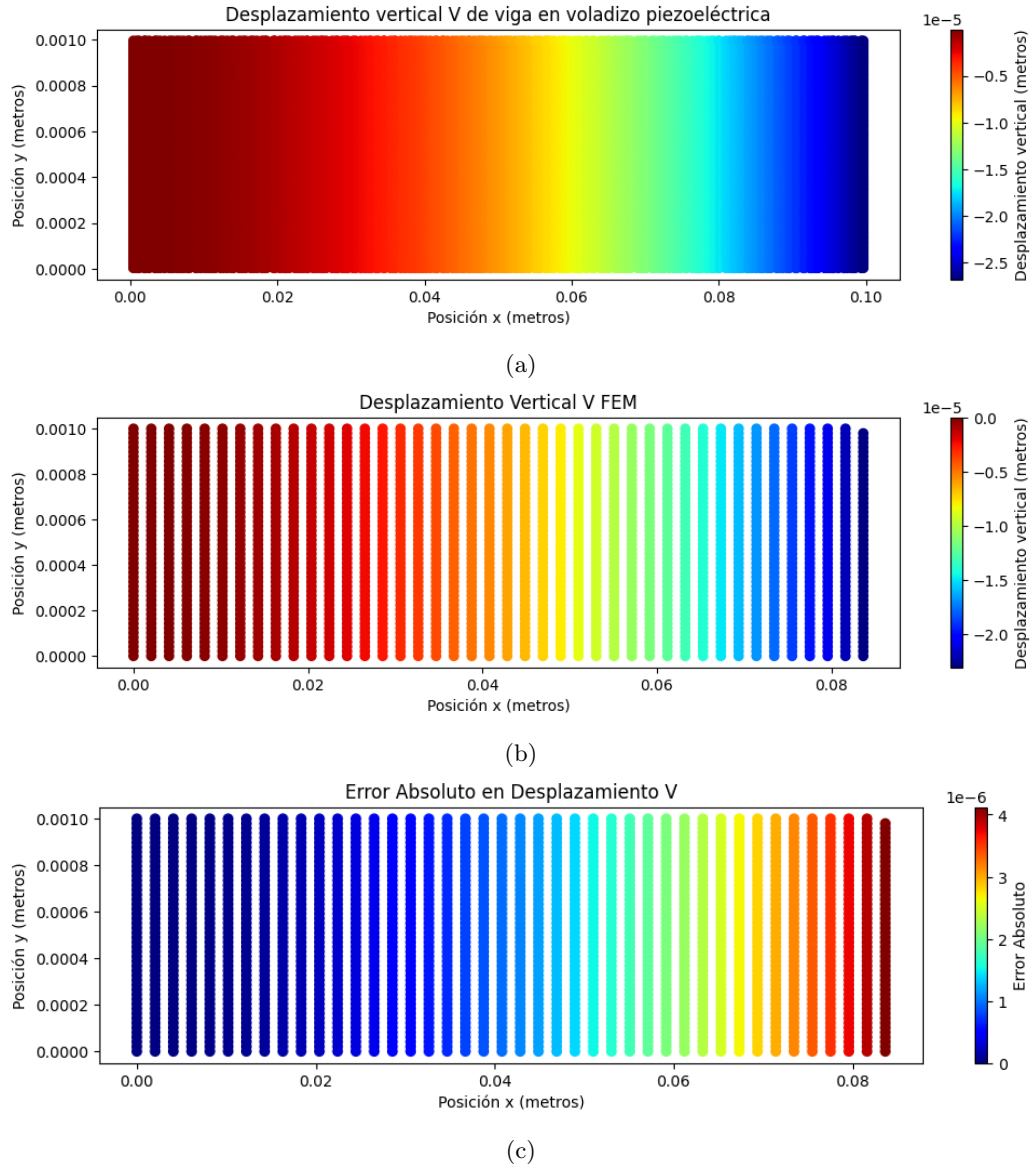 Desplazamiento vertical V de viga en voladizo piezoeléctrica
1e−5
0.0010
0.0008
0.0006
0.0004
0.0002
0.0000
Posición y (metros)
0.00 0.02 0.04 0.06 0.08 0.10
Posición x (metros)
−0.5
−1.0
−1.5
−2.0
−2.5
Desplazamiento vertical (metros)
(a)
Desplazamiento Vertical V FEM
1e−5
0.0010
0.0008
0.0006
0.0004
0.0002
0.0000
Posición y (metros)
0.00 0.02 0.04 0.06 0.08
Posición x (metros)
0.0
−0.5
−1.0
−1.5
−2.0
Desplazamiento vertical (metros)
(b)
Error Absoluto en Desplazamiento V
1e−6
0.0010
0.0008
0.0006
0.0004
0.0002
0.0000
Posición y (metros)
0.00 0.02 0.04 0.06 0.08
Posición x (metros)
4
3
2
1
0
Error Absoluto
(c)